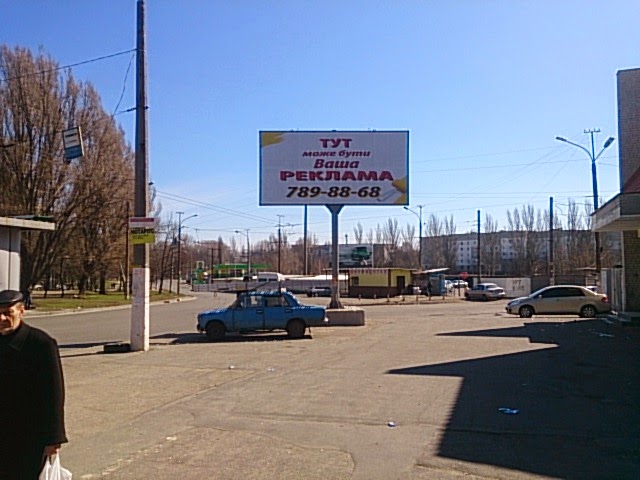 ТУТ
може бути
Ваша
РЕКЛАМА
789-88-68